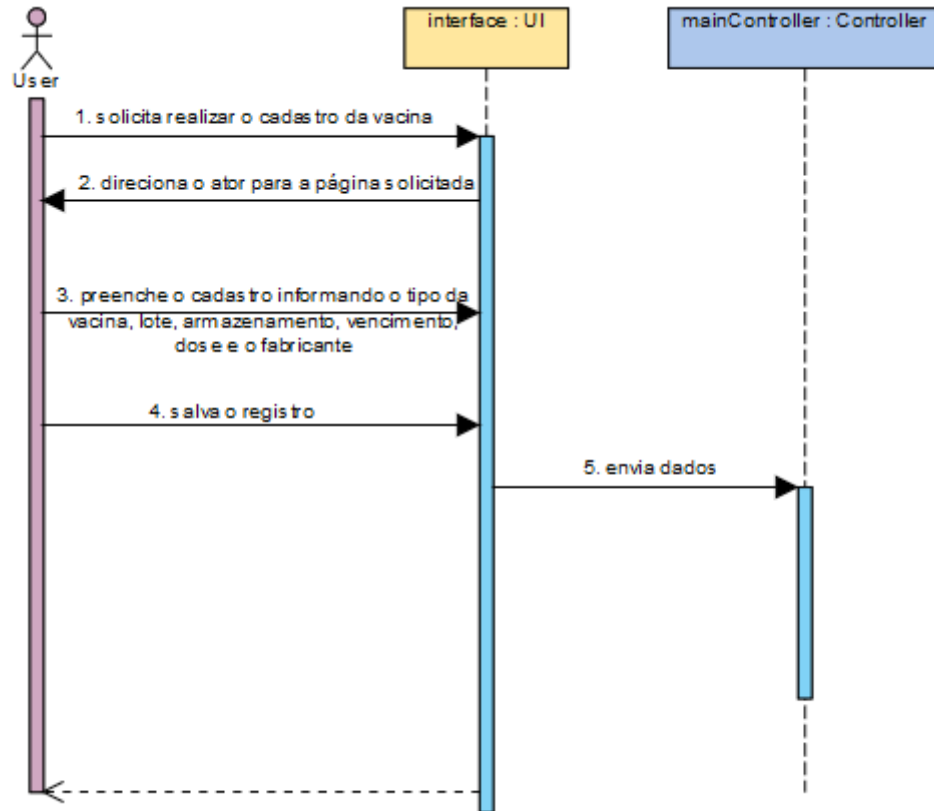 interface : UI
mainController : Controller
User
1. solicita realizar o cadastro da vacina
2. direciona o ator para a página solicitada
3. preenche o cadastro informando o tipo da
vacina, lote, armazenamento, vencimento,
dose e o fabricante
4. salva o registro
5. envia dados